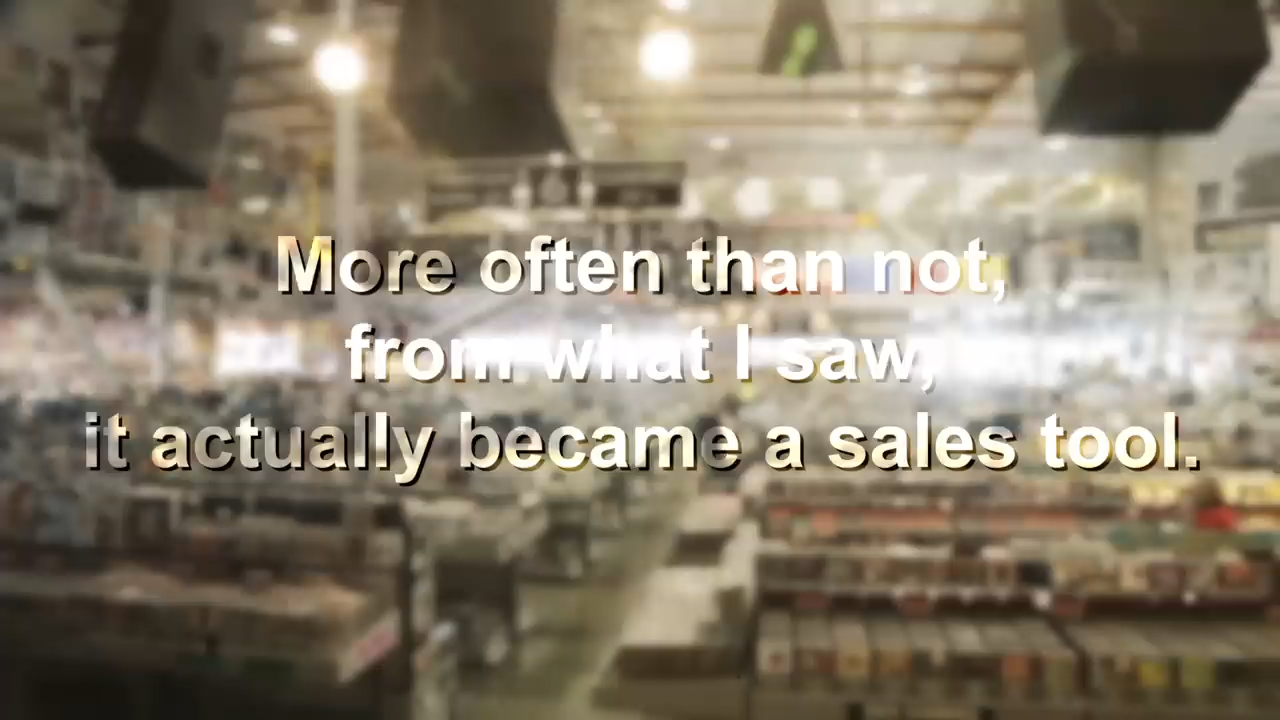 More often than not,
from what I saw,
it actually became a sales tool.